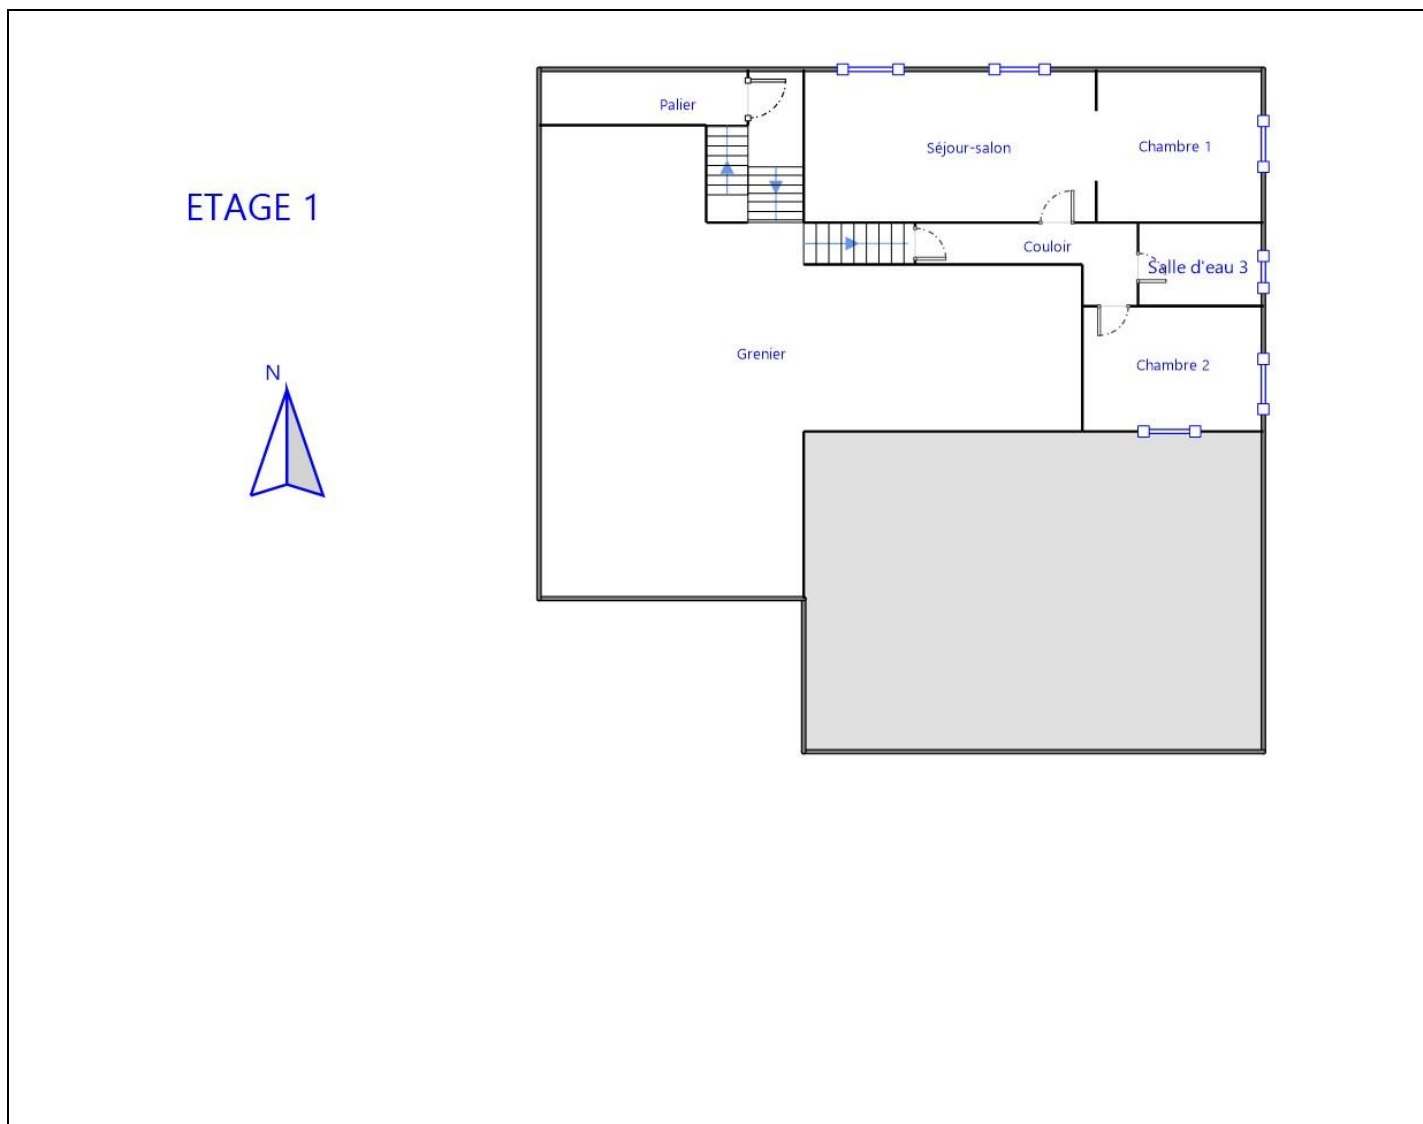 Palier
Séjour-salon
Chambre 1
ETAGE 1
Couloir
Salle d'eau 3
Grenier
Chambre 2
N